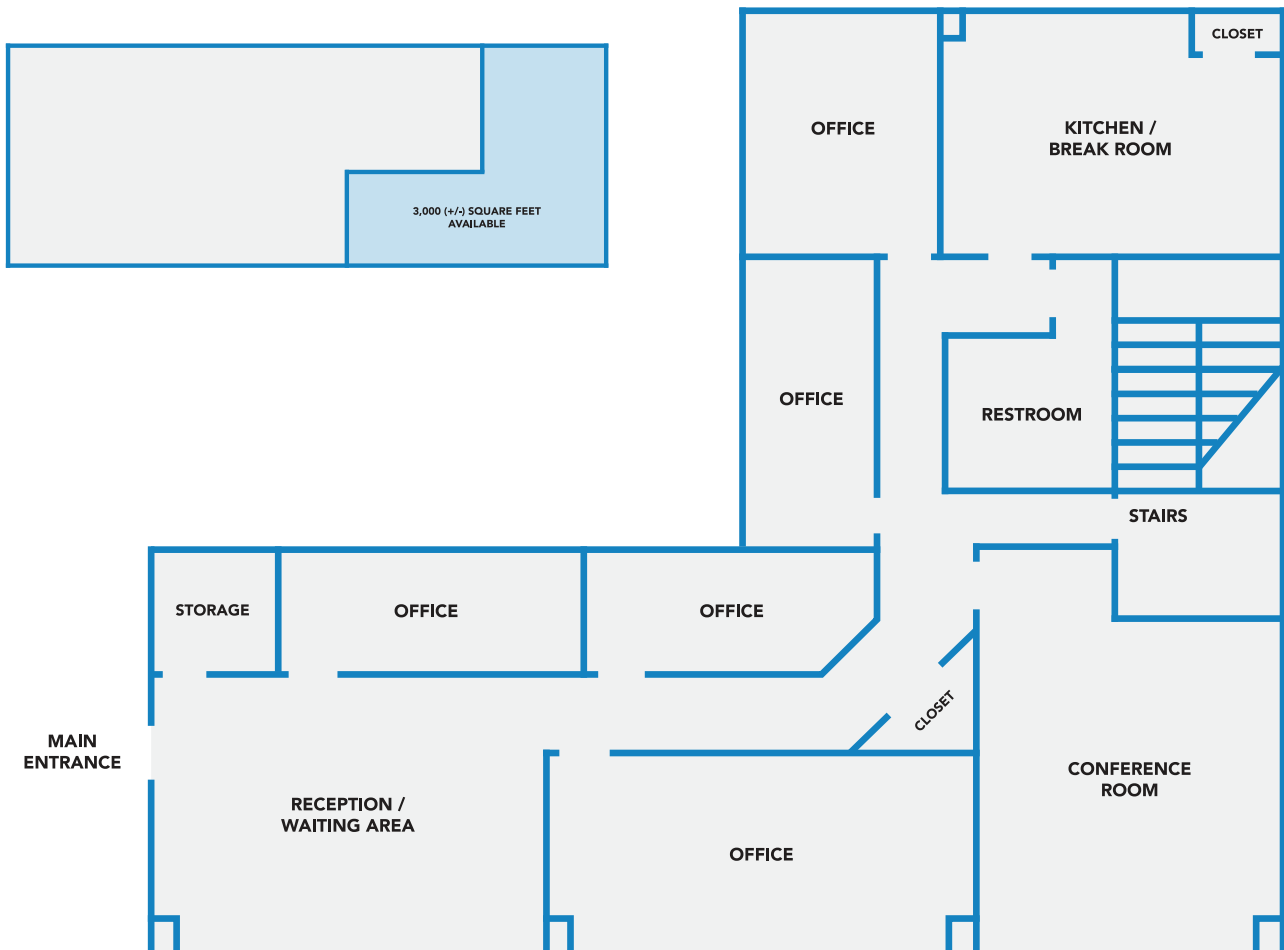 CLOSET
OFFICE
KITCHEN /
BREAK ROOM
3,000 (+/-) SQUARE FEET
AVAILABLE
OFFICE
RESTROOM
STAIRS
STORAGE
OFFICE
OFFICE
CLOSET
MAIN
ENTRANCE
CONFERENCE
ROOM
RECEPTION /
WAITING AREA
OFFICE